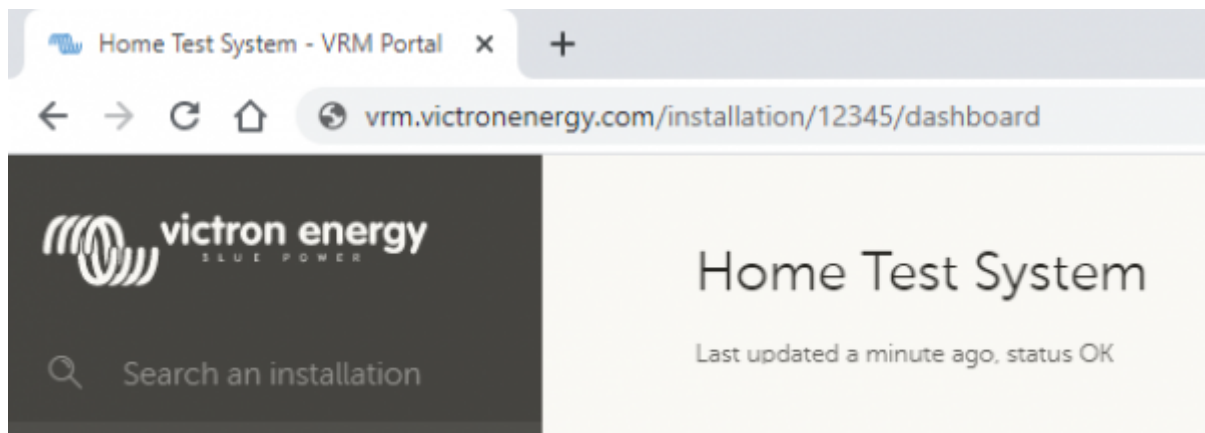 Home Test System - VRM Portal
vrm.victronenergy.com/installation/12345/dashboard
victron energy
BLUE POWER
Search an installation
Home Test System
Last updated a minute ago, status OK